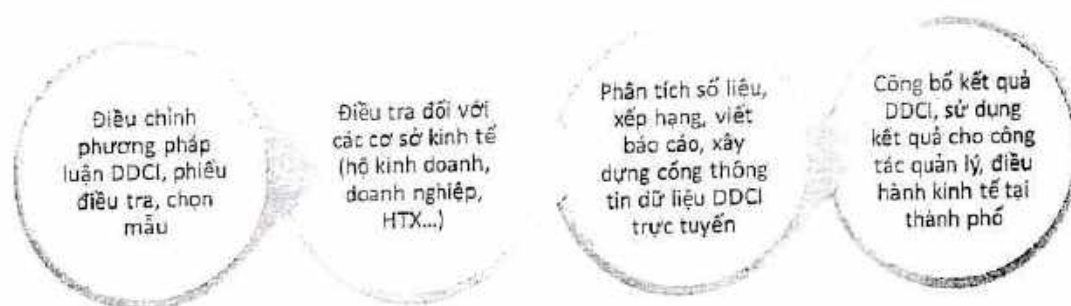 Điều chỉnh
phương pháp
luận DDCI, phiếu
điều tra, chọn
mẫu
Điều tra đối với
các cơ sở kinh tế
(hộ kinh doanh,
doanh nghiệp,
HTX...)
Phân tích số liệu,
xếp hạng, viết
báo cáo, xây
dựng cổng thông
tin dữ liệu DDCI
trực tuyến
Công bố kết quả
DDCI, sử dụng
kết quả cho công
tác quản lý, điều
hành kinh tế tại
thành phố